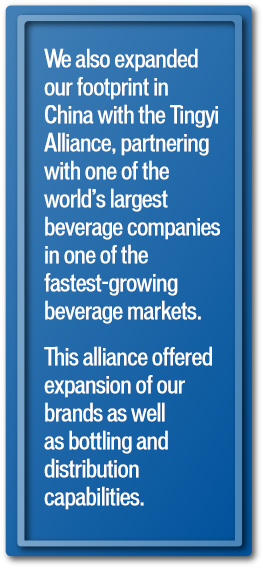 We also expanded
our footprint in
China with the Tingyi
Alliance, partnering
with one of the
world’s largest
beverage companies
in one of the
fastest-growing
beverage markets.
This alliance offered
expansion of our
brands as well
as bottling and
distribution
capabilities.